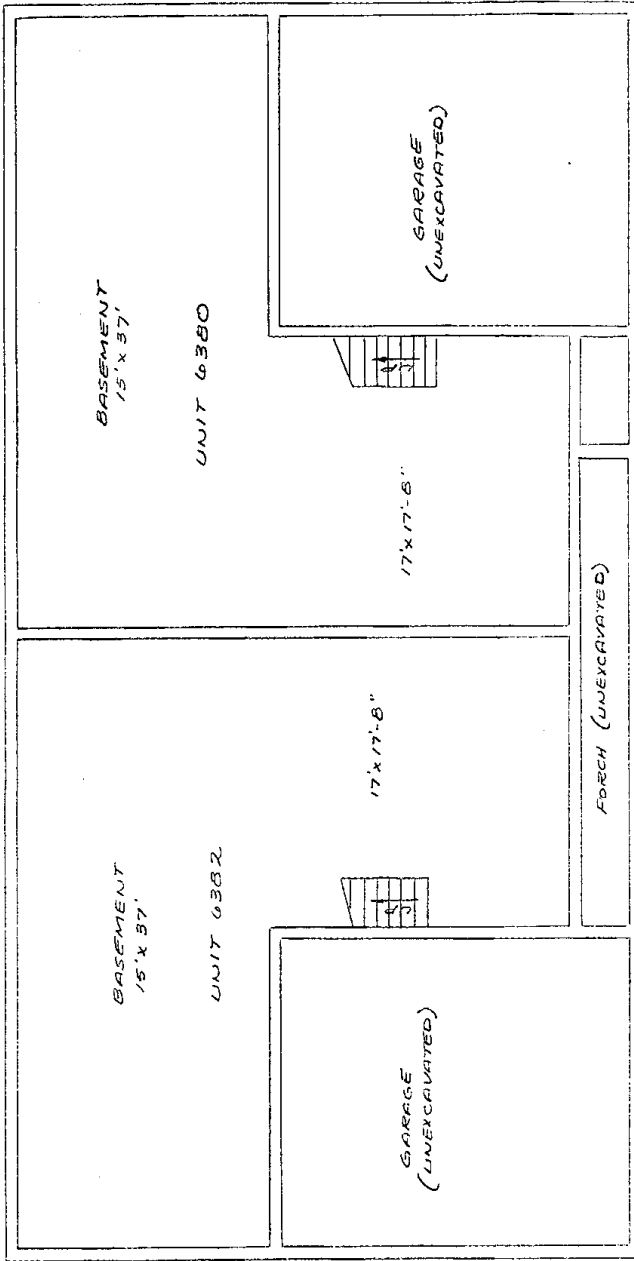 BASEMENT
15' x 37'
UNIT 6382
BASEMENT
15' x 37'
UNIT 6380
UP
17' x 17'-8"
UP
17' x 17'-8"
GARAGE
(UNEXCAVATED)
GARAGE
(UNEXCAVATED)
PORCH (UNEXCAVATED)